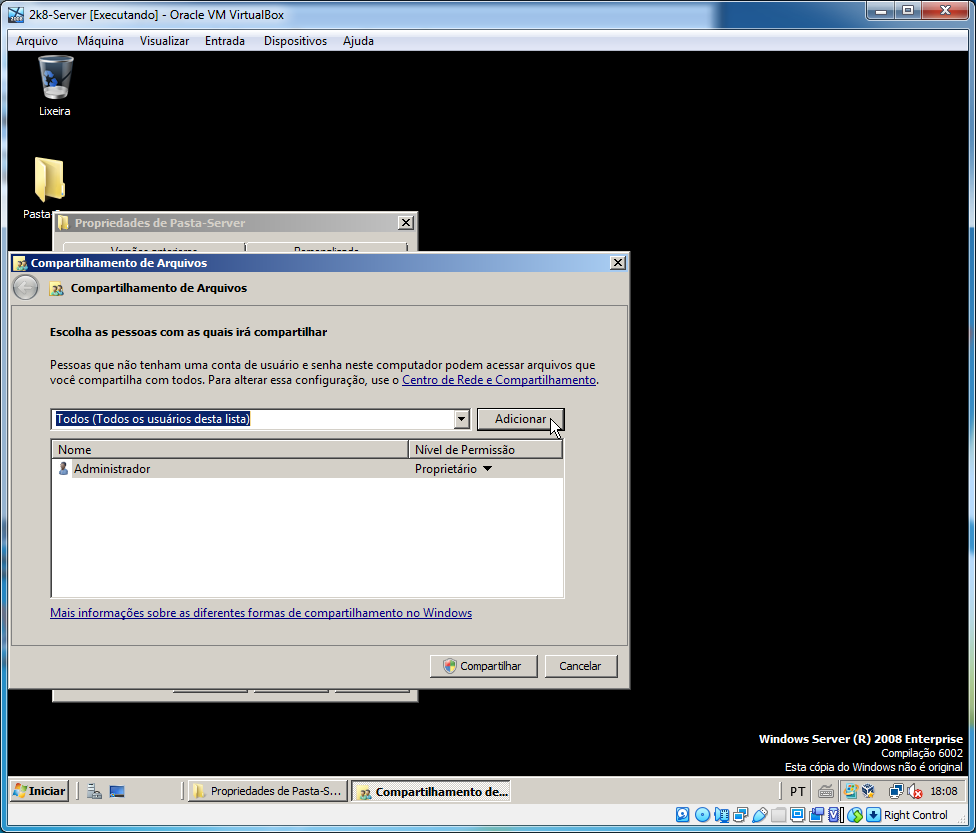 2k8-Server [Executando] - Oracle VM VirtualBox
Arquivo Máquina Visualizar Entrada Dispositivos Ajuda
Lixeira
Propriedades de Pasta-Server
Compartilhamento de Arquivos
Compartilhamento de Arquivos
Escolha as pessoas com as quais irá compartilhar
Pessoas que não tenham uma conta de usuário e senha neste computador podem acessar arquivos que
você compartilha com todos. Para alterar essa configuração, use o Centro de Rede e Compartilhamento.
Todos (Todos os usuários desta lista) Adicionar
Nome Nível de Permissão
Administrador Proprietário
Mais informações sobre as diferentes formas de compartilhamento no Windows
Compartilhar Cancelar
Windows Server (R) 2008 Enterprise
Compilação 6002
Esta cópia do Windows não é original
Iniciar Propriedades de Pasta-S... Compartilhamento de... PT 18:08
Right Control